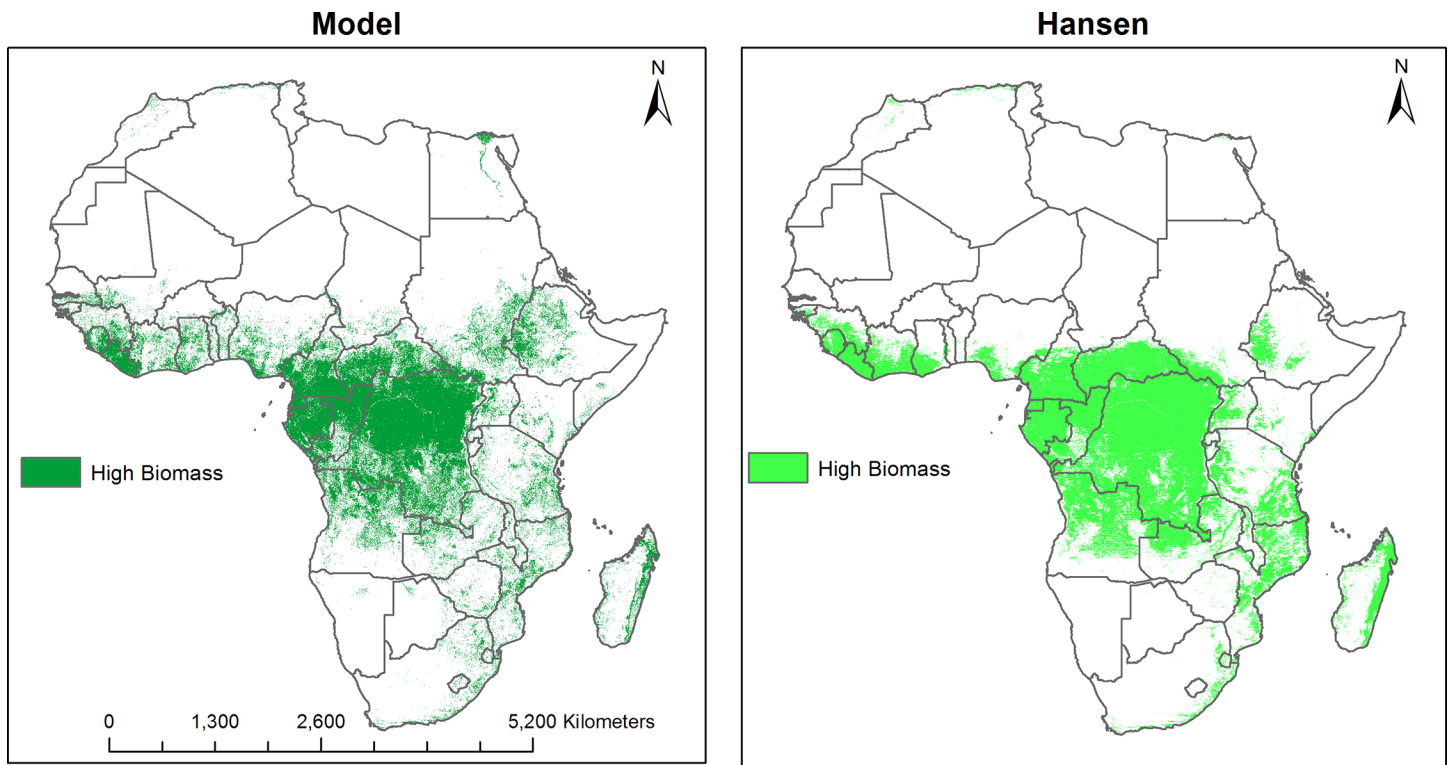 Model
N
High Biomass
0 1,300 2,600 5,200 Kilometers
Hansen
N
High Biomass